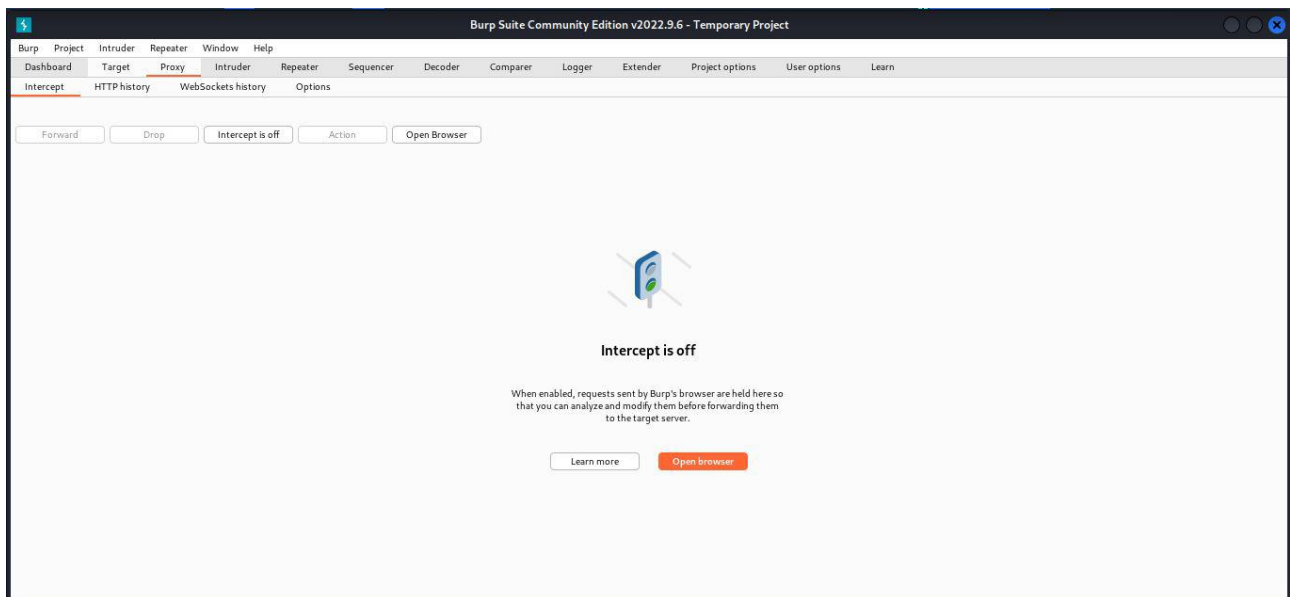 Burp Suite Community Edition v2022.9.6 - Temporary Project
Burp Project Intruder Repeater Window Help
Dashboard Target Proxy Intruder Repeater Sequencer Decoder Comparer Logger Extender Project options User options Learn
Intercept HTTP history WebSockets history Options
Forward Drop Intercept is off Action Open Browser
Intercept is off
When enabled, requests sent by Burp's browser are held here so
that you can analyze and modify them before forwarding them
to the target server.
Learn more Open browser